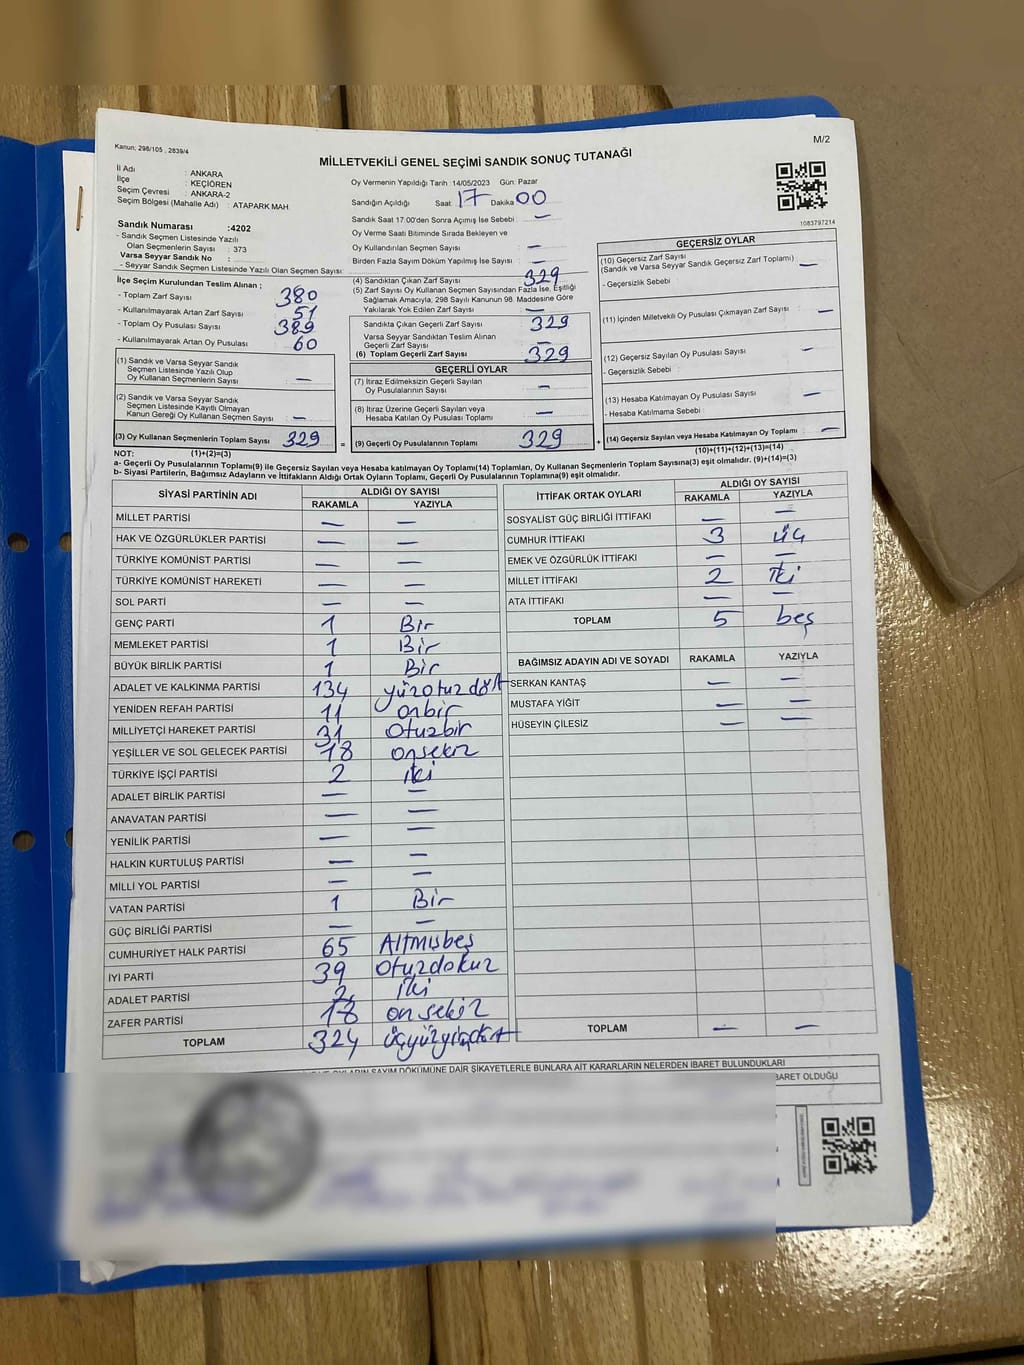 Kanun; 298/105 , 2839/4
M/2
MİLLETVEKİLİ GENEL SEÇİMİ SANDIK SONUÇ TUTANAĞI
İl Adı : ANKARA
İlçe : KEÇİÖREN
Seçim Çevresi : ANKARA-2
Seçim Bölgesi (Mahalle Adı) : ATAPARK MAH.
Oy Vermenin Yapıldığı Tarih :14/05/2023 Gün: Pazar
Sandığın Açıldığı Saat: 17 Dakika 00
Sandık Saat 17.00'den Sonra Açımış İse Sebebi : —
Oy Verme Saati Bitiminde Sırada Bekleyen ve
Oy Kullandırılan Seçmen Sayısı : —
Birden Fazla Sayım Döküm Yapılmış İse Sayısı : —
1083797214
Sandık Numarası :4202
- Sandık Seçmen Listesinde Yazılı
Olan Seçmenlerin Sayısı : 373
Varsa Seyyar Sandık No :
- Seyyar Sandık Seçmen Listesinde Yazılı Olan Seçmen Sayısı:
İlçe Seçim Kurulundan Teslim Alınan ;
- Toplam Zarf Sayısı : 380
- Kullanılmayarak Artan Zarf Sayısı : 51
- Toplam Oy Pusulası Sayısı : 389
- Kullanılmayarak Artan Oy Pusulası : 60
(1) Sandık ve Varsa Seyyar Sandık
Seçmen Listesinde Yazılı Olup
Oy Kullanan Seçmenlerin Sayısı : —
(2) Sandık ve Varsa Seyyar Sandık
Seçmen Listesinde Kayıtlı Olmayan
Kanun Gereği Oy Kullanan Seçmen Sayısı : —
(3) Oy Kullanan Seçmenlerin Toplam Sayısı : 329 =
(4) Sandıktan Çıkan Zarf Sayısı : 329
(5) Zarf Sayısı Oy Kullanan Seçmen Sayısından Fazla İse, Eşitliği
Sağlamak Amacıyla, 298 Sayılı Kanunun 98. Maddesine Göre
Yakılarak Yok Edilen Zarf Sayısı : —
Sandıkta Çıkan Geçerli Zarf Sayısı : 329
Varsa Seyyar Sandıktan Teslim Alınan
Geçerli Zarf Sayısı : —
(6) Toplam Geçerli Zarf Sayısı : 329
GEÇERLİ OYLAR
(7) İtiraz Edilmeksizin Geçerli Sayılan
Oy Pusulalarının Sayısı : —
(8) İtiraz Üzerine Geçerli Sayılan veya
Hesaba Katılan Oy Pusulası Toplamı : —
(9) Geçerli Oy Pusulalarının Toplamı : 329 +
GEÇERSİZ OYLAR
(10) Geçersiz Zarf Sayısı
(Sandık ve Varsa Seyyar Sandık Geçersiz Zarf Toplamı) : —
- Geçersizlik Sebebi :
(11) İçinden Milletvekili Oy Pusulası Çıkmayan Zarf Sayısı : —
(12) Geçersiz Sayılan Oy Pusulası Sayısı : —
- Geçersizlik Sebebi :
(13) Hesaba Katılmayan Oy Pusulası Sayısı : —
- Hesaba Katılmama Sebebi :
(14) Geçersiz Sayılan veya Hesaba Katılmayan Oy Toplamı : —
(10)+(11)+(12)+(13)=(14)
NOT: (1)+(2)=(3)
a- Geçerli Oy Pusulalarının Toplamı(9) ile Geçersiz Sayılan veya Hesaba katılmayan Oy Toplamı(14) Toplamları, Oy Kullanan Seçmenlerin Toplam Sayısına(3) eşit olmalıdır. (9)+(14)=(3)
b- Siyasi Partilerin, Bağımsız Adayların ve İttifakların Aldığı Ortak Oyların Toplamı, Geçerli Oy Pusulalarının Toplamına(9) eşit olmalıdır.
SİYASİ PARTİNİN ADI ALDIĞI OY SAYISI
RAKAMLA YAZIYLA
MİLLET PARTİSİ — —
HAK VE ÖZGÜRLÜKLER PARTİSİ — —
TÜRKİYE KOMÜNİST PARTİSİ — —
TÜRKİYE KOMÜNİST HAREKETİ — —
SOL PARTİ — —
GENÇ PARTİ 1 Bir
MEMLEKET PARTİSİ 1 Bir
BÜYÜK BİRLİK PARTİSİ 1 Bir
ADALET VE KALKINMA PARTİSİ 134 yüzotuzdört
YENİDEN REFAH PARTİSİ 11 onbir
MİLLİYETÇİ HAREKET PARTİSİ 31 otuzbir
YEŞİLLER VE SOL GELECEK PARTİSİ 18 onsekiz
TÜRKİYE İŞÇİ PARTİSİ 2 iki
ADALET BİRLİK PARTİSİ — —
ANAVATAN PARTİSİ — —
YENİLİK PARTİSİ — —
HALKIN KURTULUŞ PARTİSİ — —
MİLLİ YOL PARTİSİ — —
VATAN PARTİSİ 1 Bir
GÜÇ BİRLİĞİ PARTİSİ — —
CUMHURİYET HALK PARTİSİ 65 Altmışbeş
İYİ PARTİ 39 otuzdokuz
ADALET PARTİSİ 2 iki
ZAFER PARTİSİ 18 onsekiz
TOPLAM 324 üçyüzyirmidört
İTTİFAK ORTAK OYLARI ALDIĞI OY SAYISI
RAKAMLA YAZIYLA
SOSYALİST GÜÇ BİRLİĞİ İTTİFAKI — —
CUMHUR İTTİFAKI 3 üç
EMEK VE ÖZGÜRLÜK İTTİFAKI — —
MİLLET İTTİFAKI 2 iki
ATA İTTİFAKI — —
TOPLAM 5 beş
BAĞIMSIZ ADAYIN ADI VE SOYADI RAKAMLA YAZIYLA
SERKAN KANTAŞ — —
MUSTAFA YİĞİT — —
HÜSEYİN ÇİLESİZ — —
TOPLAM — —
OYLARIN SAYIM DÖKÜMÜNE DAİR ŞİKAYETLERLE BUNLARA AİT KARARLARIN NELERDEN İBARET BULUNDUKLARI
İBARET OLDUĞU